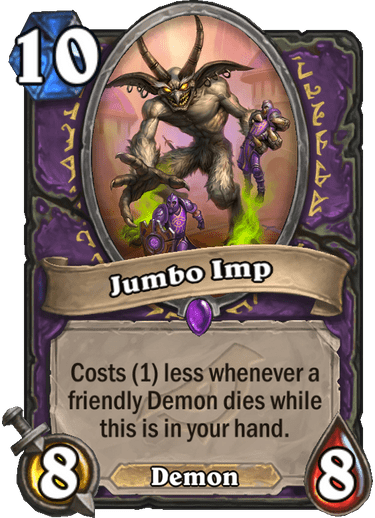 10
Jumbo Imp
Costs (1) less whenever a
friendly Demon dies while
this is in your hand.
8
Demon
8